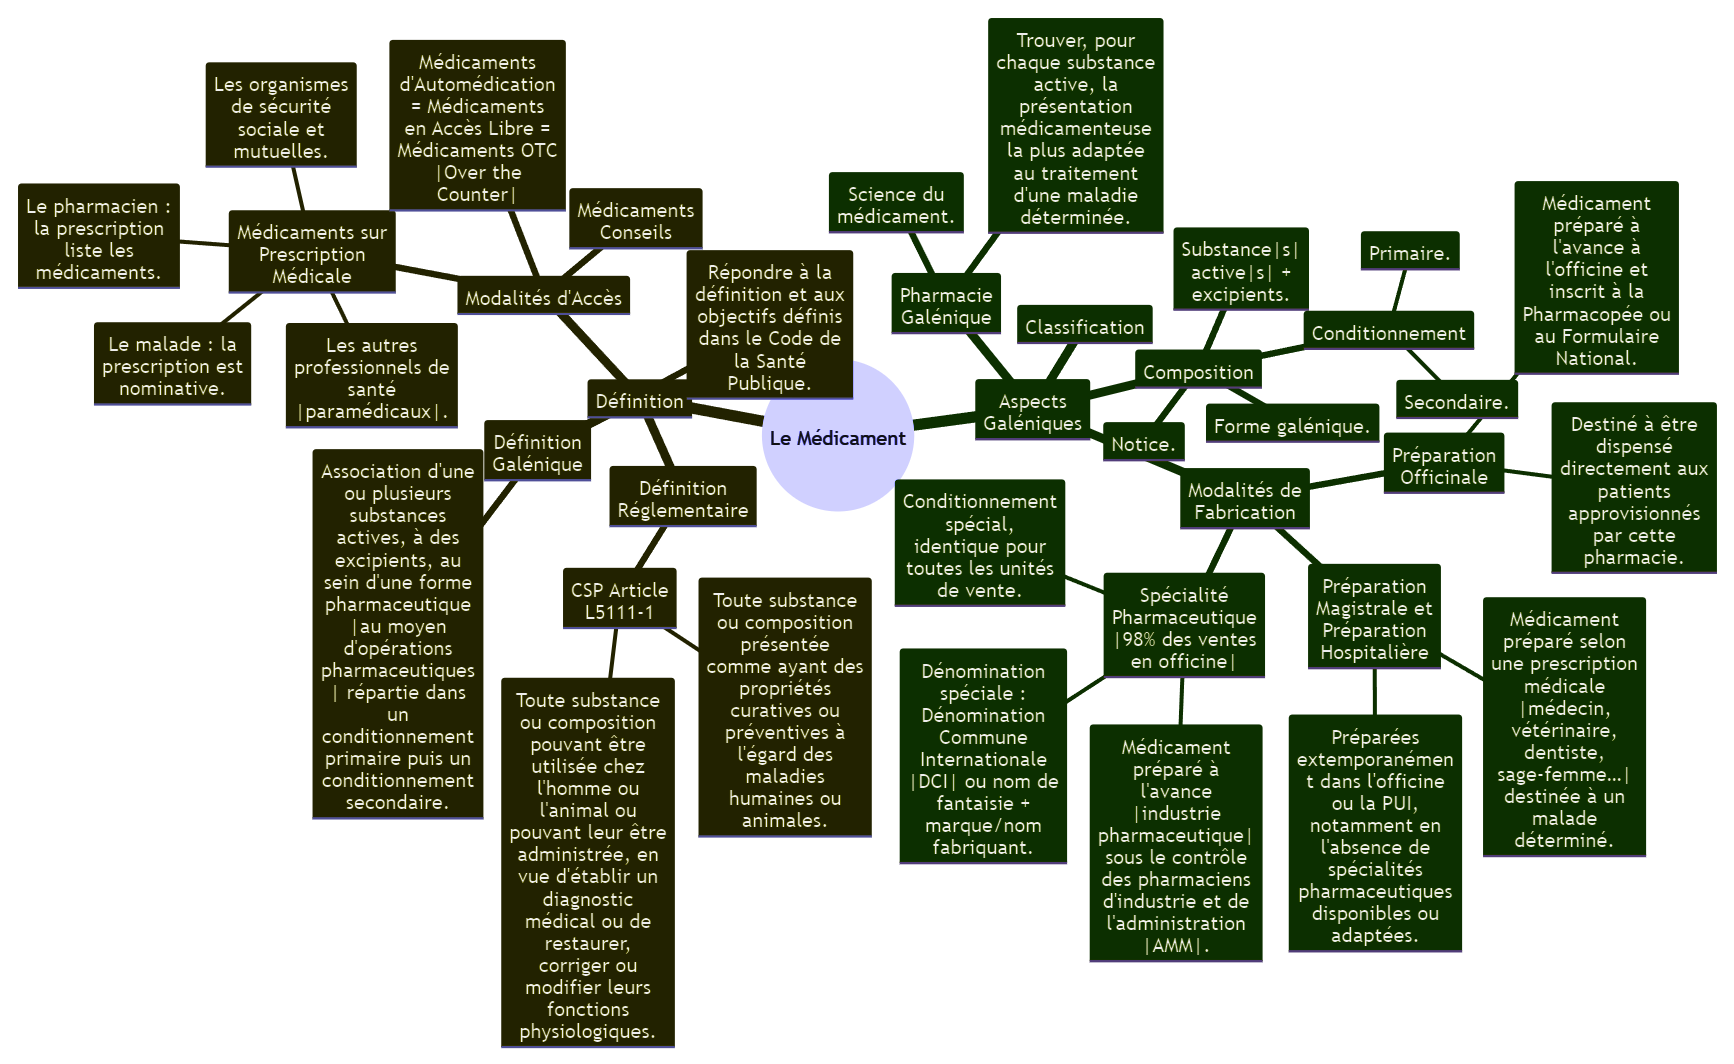 Le Médicament
Définition
Répondre à la
définition et aux
objectifs définis
dans le Code de
la Santé
Publique.
Modalités d'Accès
Médicaments
d'Automédication
= Médicaments
en Accès Libre =
Médicaments OTC
|Over the
Counter|
Médicaments
Conseils
Médicaments sur
Prescription
Médicale
Les organismes
de sécurité
sociale et
mutuelles.
Le pharmacien :
la prescription
liste les
médicaments.
Le malade : la
prescription est
nominative.
Les autres
professionnels de
santé
|paramédicaux|.
Définition
Galénique
Association d'une
ou plusieurs
substances
actives, à des
excipients, au
sein d'une forme
pharmaceutique
|au moyen
d'opérations
pharmaceutiques
| répartie dans
un
conditionnement
primaire puis un
conditionnement
secondaire.
Définition
Réglementaire
CSP Article
L5111-1
Toute substance
ou composition
pouvant être
utilisée chez
l'homme ou
l'animal ou
pouvant leur être
administrée, en
vue d'établir un
diagnostic
médical ou de
restaurer,
corriger ou
modifier leurs
fonctions
physiologiques.
Toute substance
ou composition
présentée
comme ayant des
propriétés
curatives ou
préventives à
l'égard des
maladies
humaines ou
animales.
Aspects
Galéniques
Pharmacie
Galénique
Science du
médicament.
Trouver, pour
chaque substance
active, la
présentation
médicamenteuse
la plus adaptée
au traitement
d'une maladie
déterminée.
Classification
Composition
Substance|s|
active|s| +
excipients.
Conditionnement
Primaire.
Secondaire.
Forme galénique.
Notice.
Modalités de
Fabrication
Préparation
Officinale
Médicament
préparé à
l'avance à
l'officine et
inscrit à la
Pharmacopée ou
au Formulaire
National.
Destiné à être
dispensé
directement aux
patients
approvisionnés
par cette
pharmacie.
Spécialité
Pharmaceutique
|98% des ventes
en officine|
Conditionnement
spécial,
identique pour
toutes les unités
de vente.
Dénomination
spéciale :
Dénomination
Commune
Internationale
|DCI| ou nom de
fantaisie +
marque/nom
fabriquant.
Médicament
préparé à
l'avance
|industrie
pharmaceutique|
sous le contrôle
des pharmaciens
d'industrie et de
l'administration
|AMM|.
Préparation
Magistrale et
Préparation
Hospitalière
Préparées
extemporanémen
t dans l'officine
ou la PUI,
notamment en
l'absence de
spécialités
pharmaceutiques
disponibles ou
adaptées.
Médicament
préparé selon
une prescription
médicale
|médecin,
vétérinaire,
dentiste,
sage-femme...|
destinée à un
malade
déterminé.